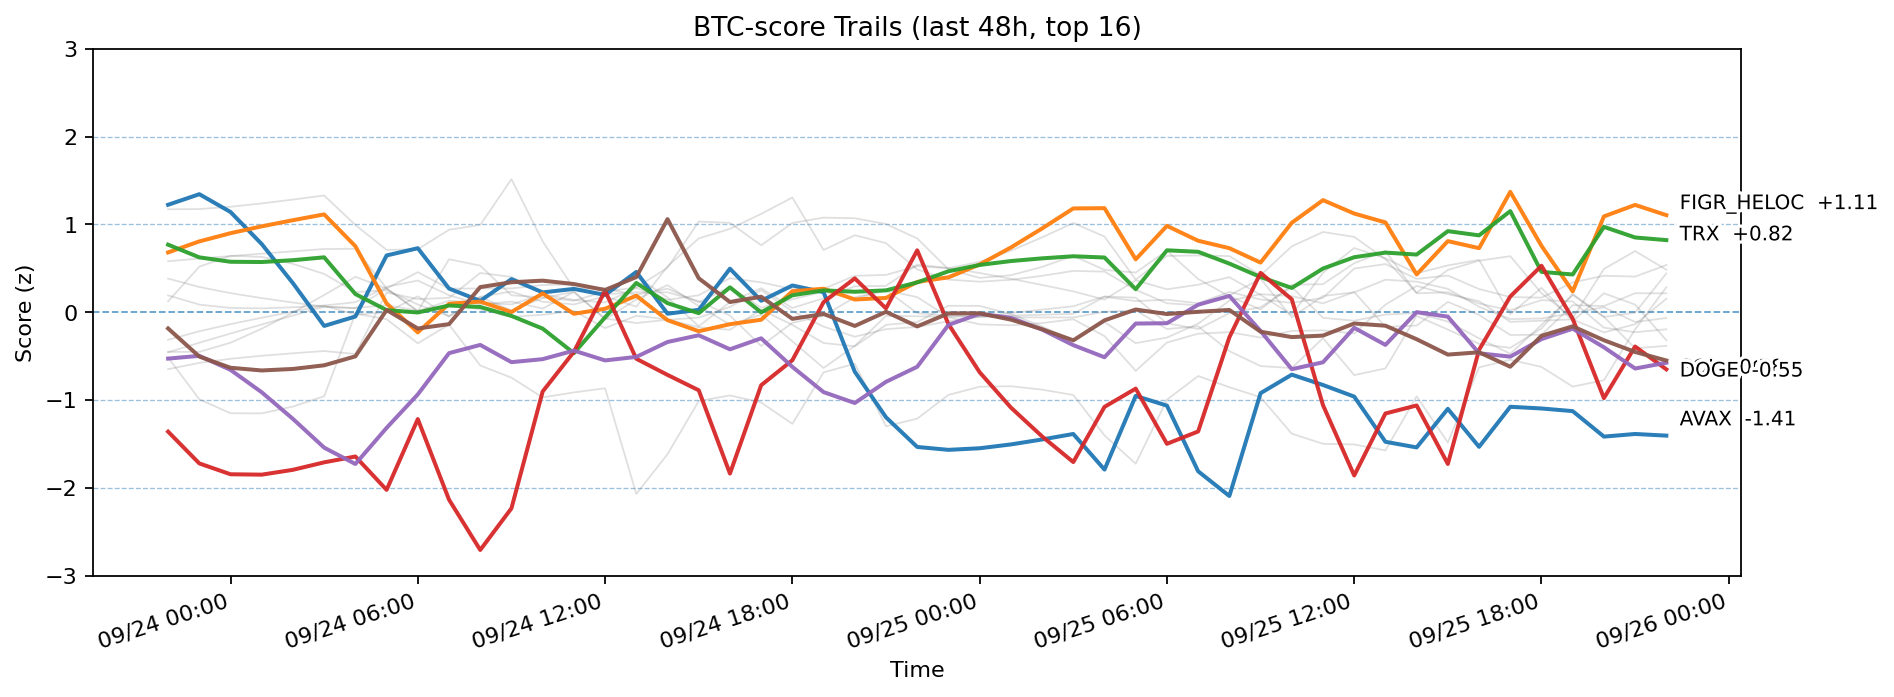 BTC-score Trails (last 48h, top 16)
Score (z)
3
2
1
0
−1
−2
−3
FIGR_HELOC +1.11
TRX +0.82
DOGE -0.55
AVAX -1.41
09/24 00:00
09/24 06:00
09/24 12:00
09/24 18:00
09/25 00:00
09/25 06:00
09/25 12:00
09/25 18:00
09/26 00:00
Time